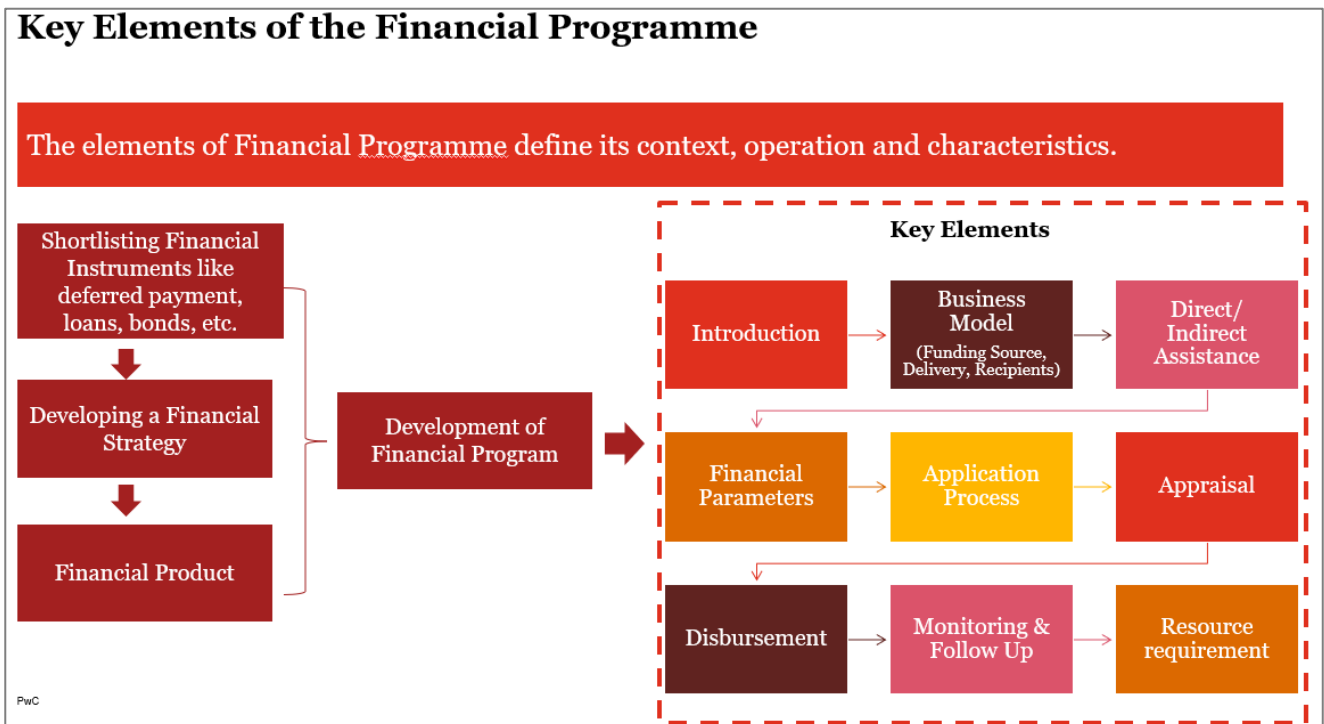 Key Elements of the Financial Programme
The elements of Financial Programme define its context, operation and characteristics.
Shortlisting Financial
Instruments like
deferred payment,
loans, bonds, etc.
Developing a Financial
Strategy
Financial Product
Development of
Financial Program
Key Elements
Introduction
Business
Model
(Funding Source,
Delivery, Recipients)
Direct/
Indirect
Assistance
Financial
Parameters
Application
Process
Appraisal
Disbursement
Monitoring &
Follow Up
Resource
requirement
PwC